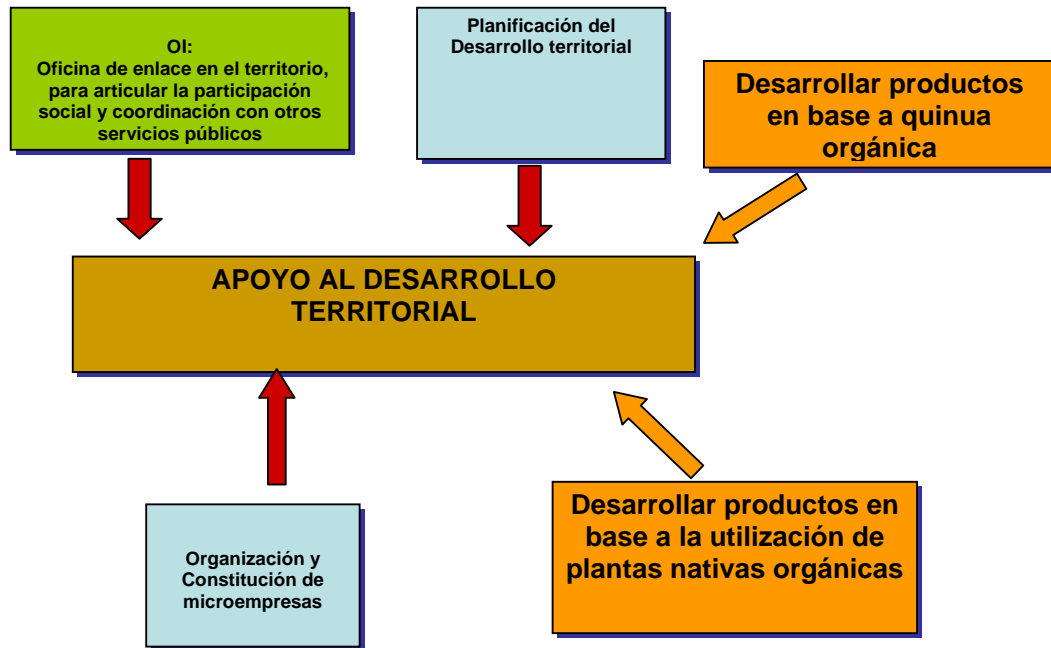 OI:
Oficina de enlace en el territorio,
para articular la participación
social y coordinación con otros
servicios públicos
Planificación del
Desarrollo territorial
Desarrollar productos
en base a quinua
orgánica
APOYO AL DESARROLLO
TERRITORIAL
Organización y
Constitución de
microempresas
Desarrollar productos en
base a la utilización de
plantas nativas orgánicas